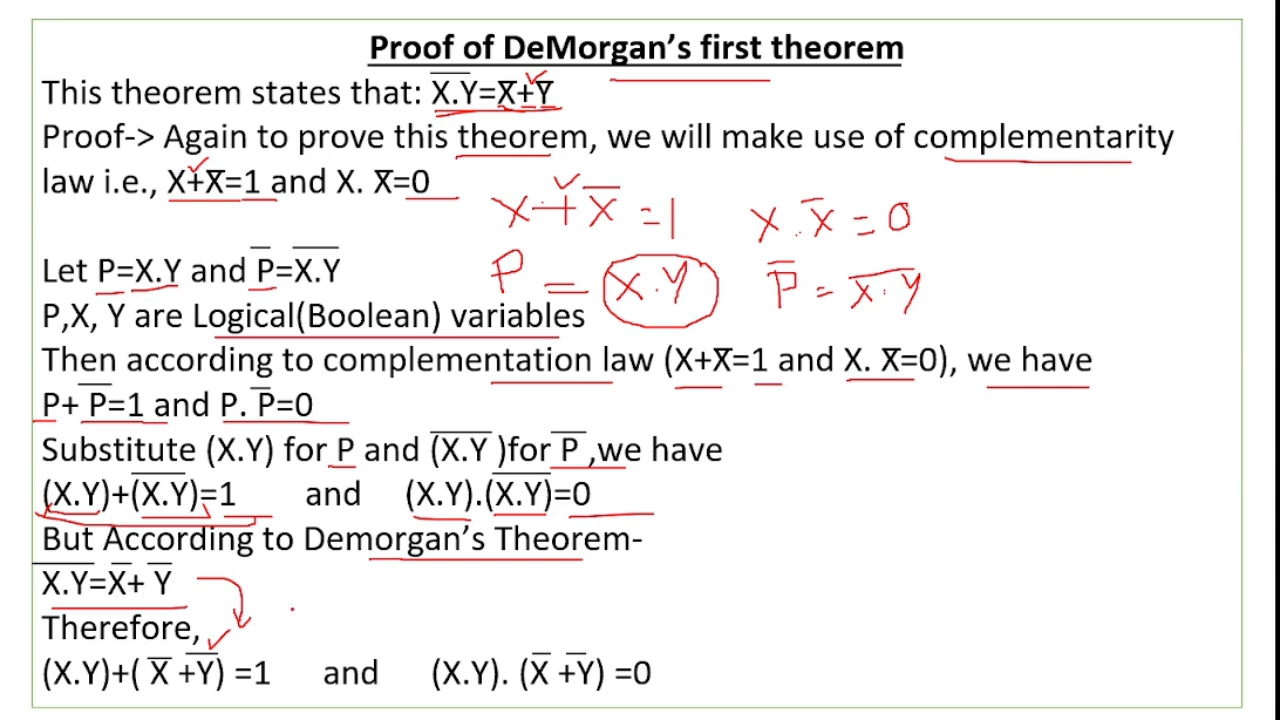 Proof of DeMorgan’s first theorem
This theorem states that: X̅.̅Y̅=X̅+Y̅
Proof-> Again to prove this theorem, we will make use of complementarity
law i.e., X+X̅=1 and X. X̅=0
X+X̅=1 X.X̅=0
Let P=X.Y and P̅=X̅.̅Y̅
P = X.Y P̅ = X̅.̅Y̅
P,X, Y are Logical(Boolean) variables
Then according to complementation law (X+X̅=1 and X. X̅=0), we have
P+ P̅=1 and P. P̅=0
Substitute (X.Y) for P and (X̅.̅Y̅ )for P̅ ,we have
(X.Y)+(X̅.̅Y̅)=1 and (X.Y).(X̅.̅Y̅)=0
But According to Demorgan’s Theorem-
X̅.̅Y̅=X̅+ Y̅
Therefore,
(X.Y)+( X̅ +Y̅) =1 and (X.Y). (X̅ +Y̅) =0